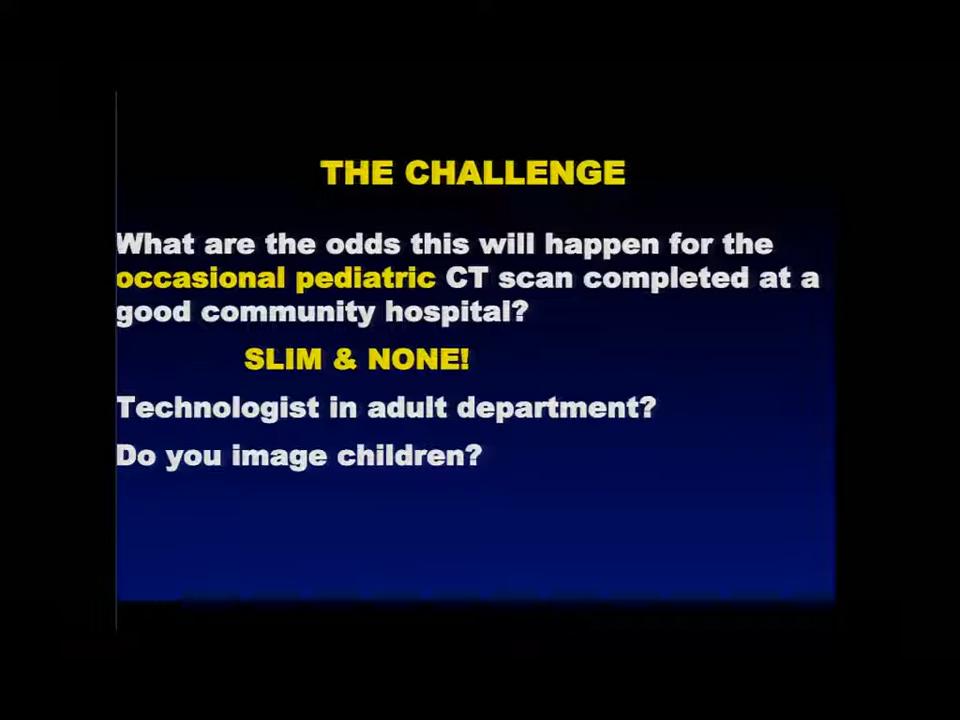 THE CHALLENGE
What are the odds this will happen for the
occasional pediatric CT scan completed at a
good community hospital?
SLIM & NONE!
Technologist in adult department?
Do you image children?